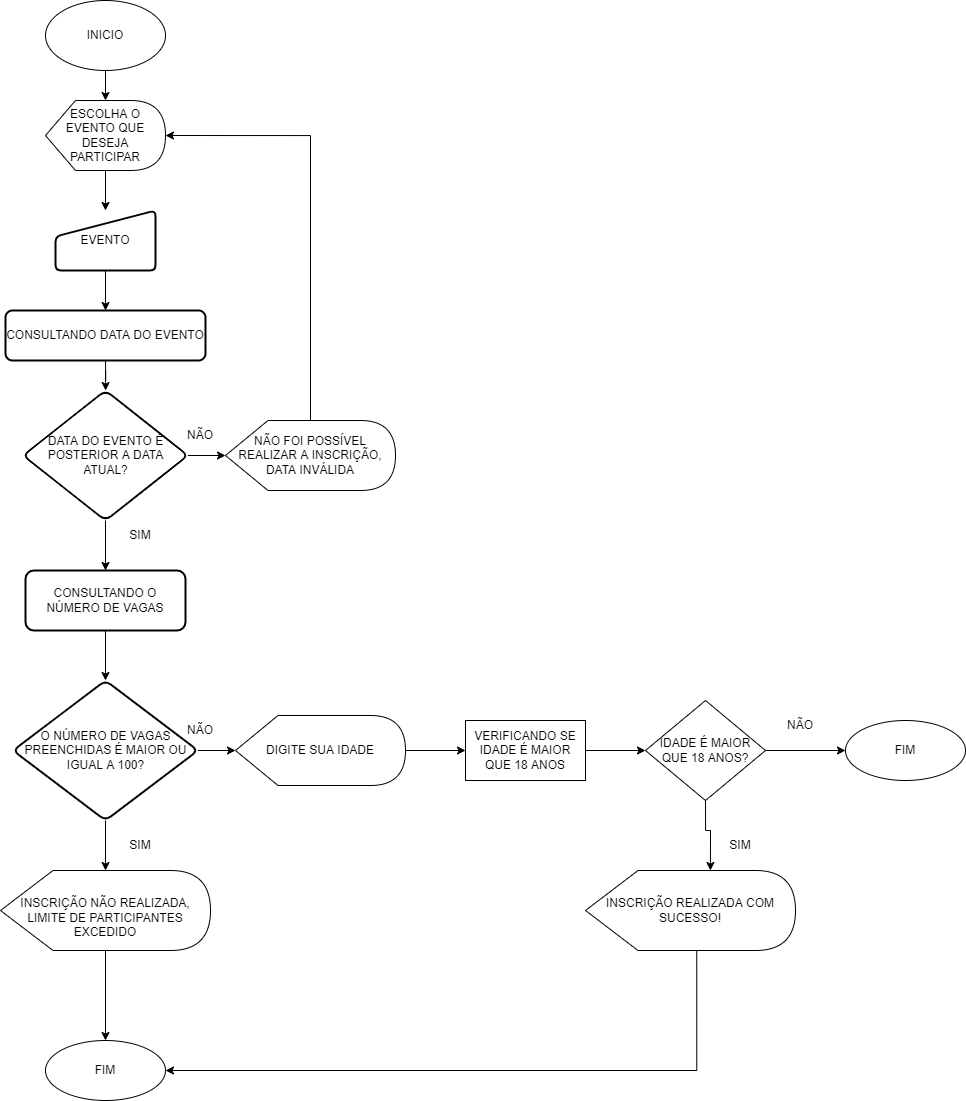 INICIO
ESCOLHA O
EVENTO QUE
DESEJA
PARTICIPAR
EVENTO
CONSULTANDO DATA DO EVENTO
DATA DO EVENTO É
POSTERIOR A DATA
ATUAL?
NÃO
NÃO FOI POSSÍVEL
REALIZAR A INSCRIÇÃO,
DATA INVÁLIDA
SIM
CONSULTANDO O
NÚMERO DE VAGAS
O NÚMERO DE VAGAS
PREENCHIDAS É MAIOR OU
IGUAL A 100?
NÃO
DIGITE SUA IDADE
VERIFICANDO SE
IDADE É MAIOR
QUE 18 ANOS
IDADE É MAIOR
QUE 18 ANOS?
NÃO
FIM
SIM
INSCRIÇÃO NÃO REALIZADA,
LIMITE DE PARTICIPANTES
EXCEDIDO
SIM
INSCRIÇÃO REALIZADA COM
SUCESSO!
FIM